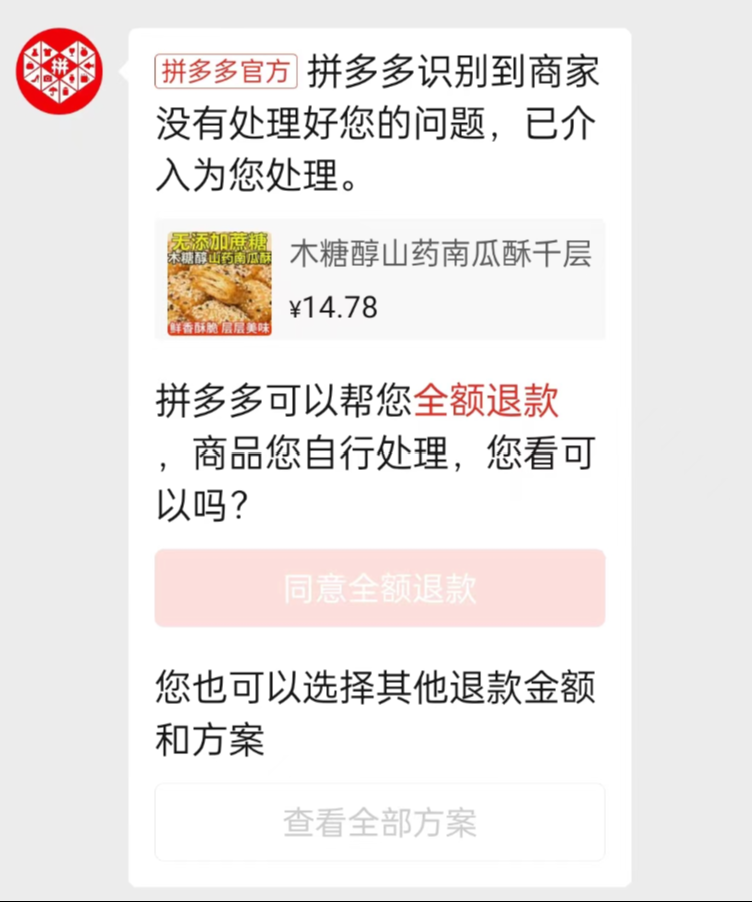 拼
拼多多官方 拼多多识别到商家
没有处理好您的问题，已介
入为您处理。
无添加蔗糖
木糖醇山药南瓜酥
鲜香酥脆 层层美味
木糖醇山药南瓜酥千层
¥14.78
拼多多可以帮您全额退款
，商品您自行处理，您看可
以吗？
同意全额退款
您也可以选择其他退款金额
和方案
查看全部方案